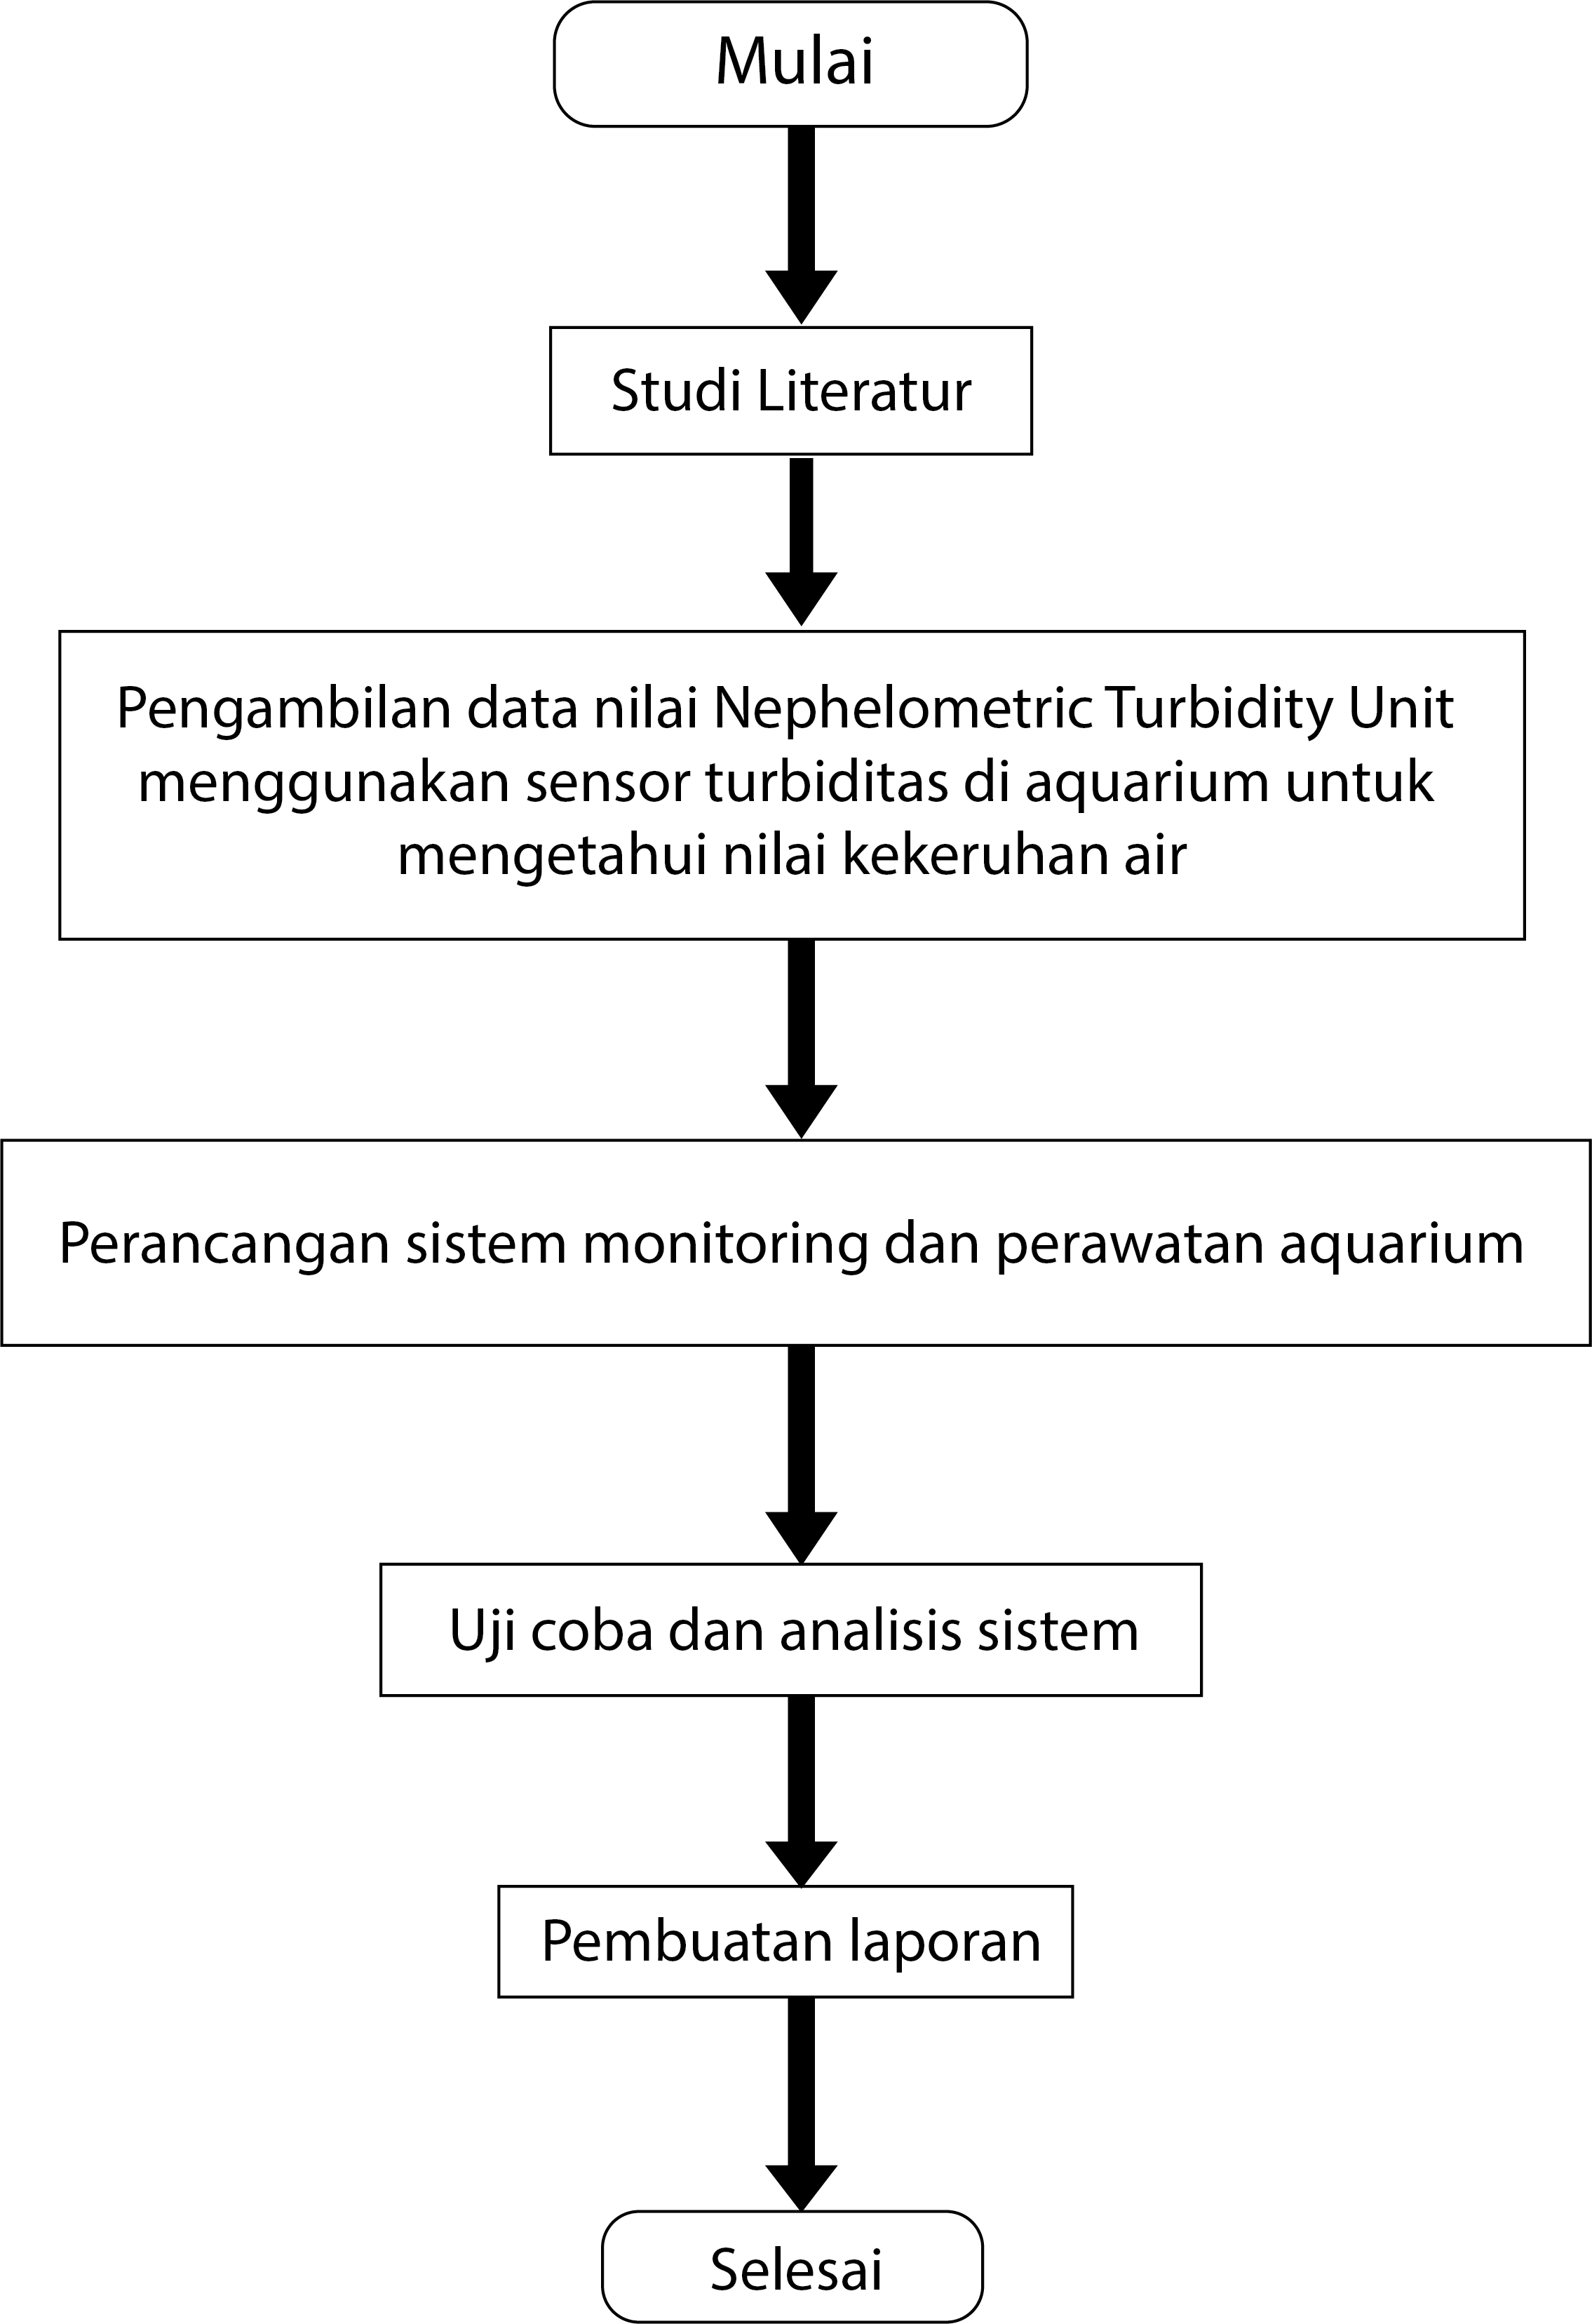 Mulai
Studi Literatur
Pengambilan data nilai Nephelometric Turbidity Unit
menggunakan sensor turbiditas di aquarium untuk
mengetahui nilai kekeruhan air
Perancangan sistem monitoring dan perawatan aquarium
Uji coba dan analisis sistem
Pembuatan laporan
Selesai